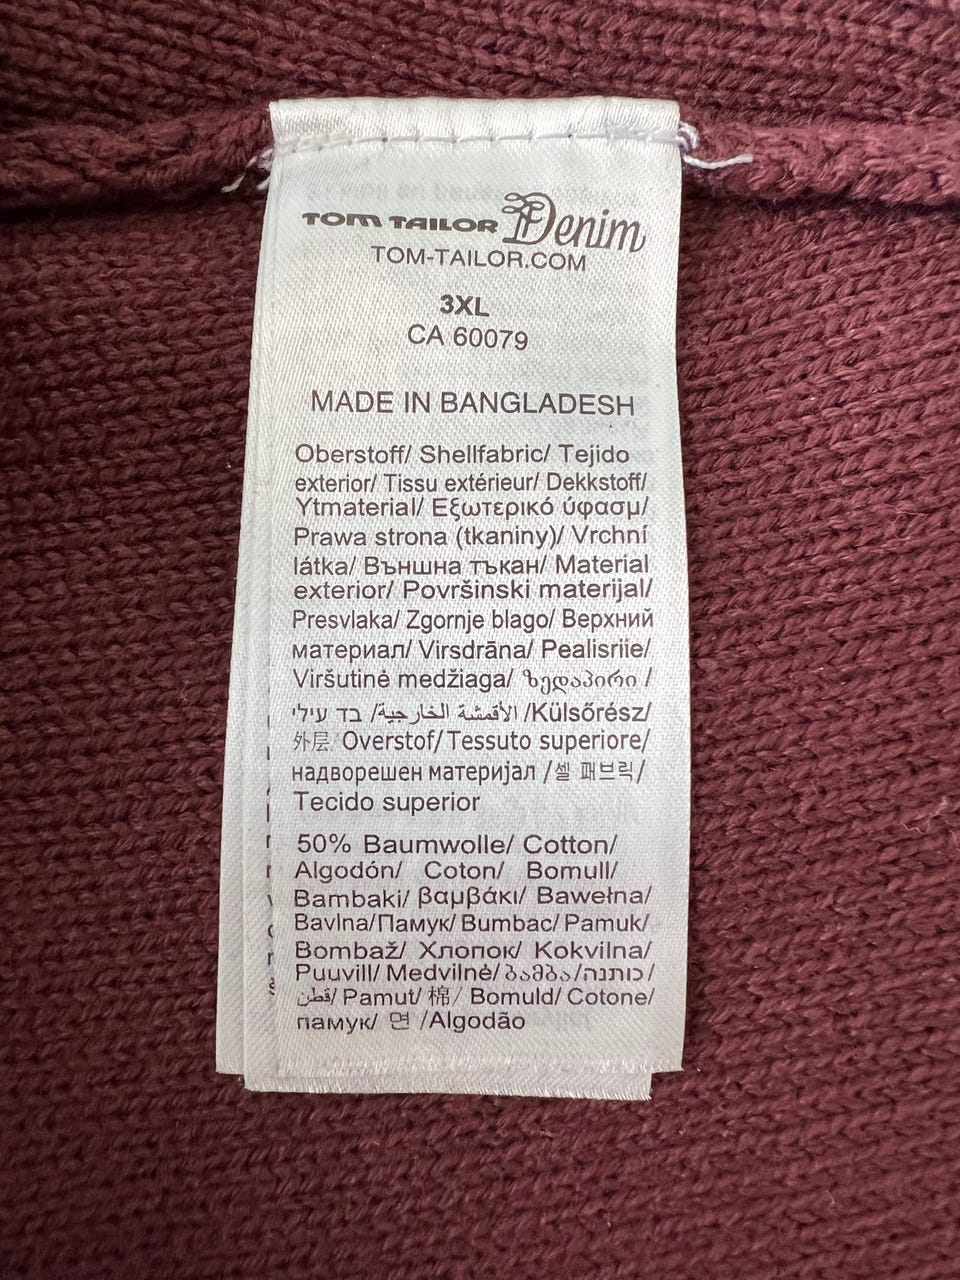 TOM TAILOR Denim
TOM-TAILOR.COM
3XL
CA 60079
MADE IN BANGLADESH
Oberstoff/ Shellfabric/ Tejido
exterior/ Tissu extérieur/ Dekkstoff/
Ytmaterial/ Εξωτερικό ύφασμ/
Prawa strona (tkaniny)/ Vrchní
látka/ Външна тъкан/ Material
exterior/ Površinski materijal/
Presvlaka/ Zgornje blago/ Верхний
материал/ Virsdrāna/ Pealisriie/
Viršutinė medžiaga/ ზედაპირი /
בד עילי /الأقمشة الخارجية /Külsőrész/
外层 Overstof/ Tessuto superiore/
надворешен материјал /셀 패브릭/
Tecido superior
50% Baumwolle/ Cotton/
Algodón/ Coton/ Bomull/
Bambaki/ βαμβάκι/ Bawełna/
Bavlna/Памук/ Bumbac/ Pamuk/
Bombaž/ Хлопок/ Kokvilna/
Puuvill/ Medvilnė/ ბამბა/כותנה/
قطن/ Pamut/ 棉/ Bomuld/ Cotone/
памук/ 면 /Algodão